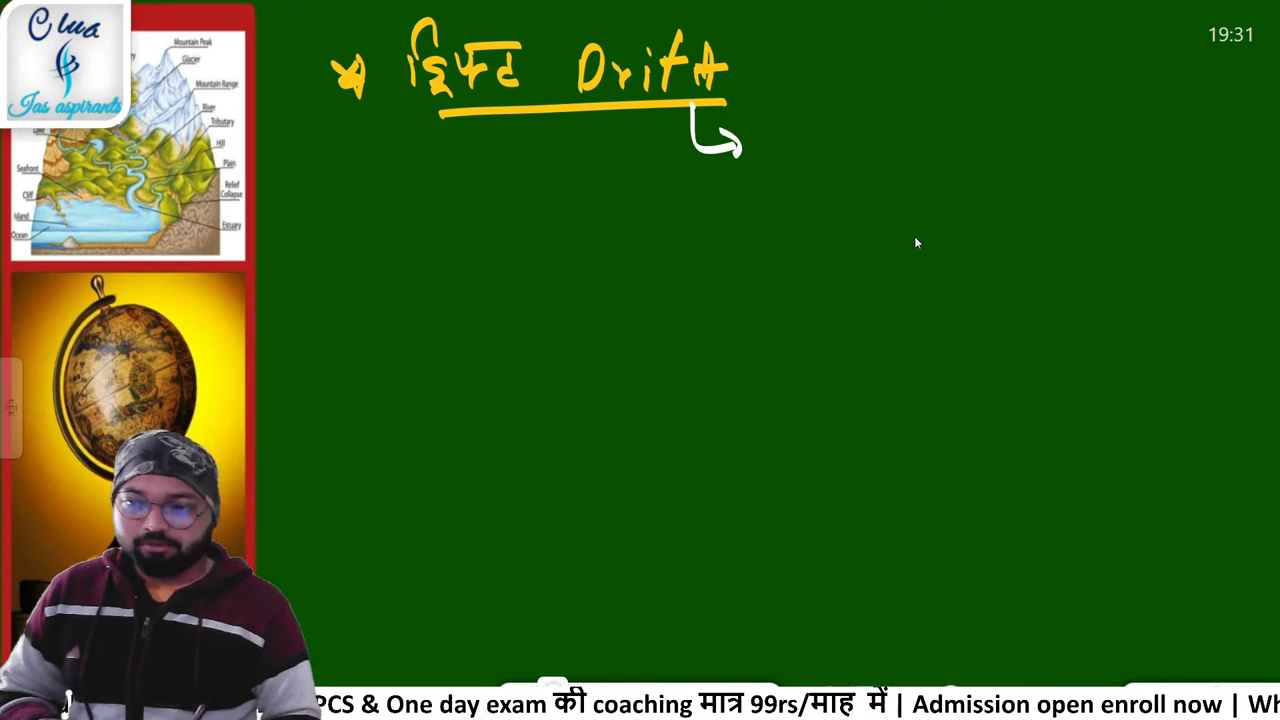 Clua
Ias aspirants
Mountain Peak
Glacier
Mountain Range
River
Tributary
Hill
Plain
Relief
Collapse
Estuary
Lake
Seafront
Cliff
Island
Ocean
ड्रिफ्ट Drift
19:31
PCS & One day exam की coaching मात्र 99rs/माह में | Admission open enroll now |